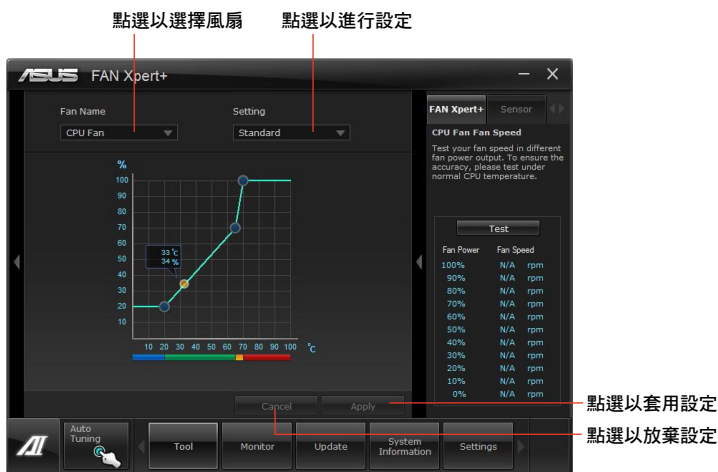 點選以選擇風扇
點選以進行設定
ASUS FAN Xpert+
Fan Name
Setting
CPU Fan
Standard
FAN Xpert+
Sensor
CPU Fan Fan Speed
Test your fan speed in different
fan power output. To ensure the
accuracy, please test under
normal CPU temperature.
%
100
90
80
70
60
50
40
30
20
10
33 °C
34 %
10 20 30 40 50 60 70 80 90 100 °C
Test
Fan Power Fan Speed
100% N/A rpm
90% N/A rpm
80% N/A rpm
70% N/A rpm
60% N/A rpm
50% N/A rpm
40% N/A rpm
30% N/A rpm
20% N/A rpm
10% N/A rpm
0% N/A rpm
Cancel
Apply
點選以套用設定
點選以放棄設定
Auto
Tuning
Tool
Monitor
Update
System
Information
Settings